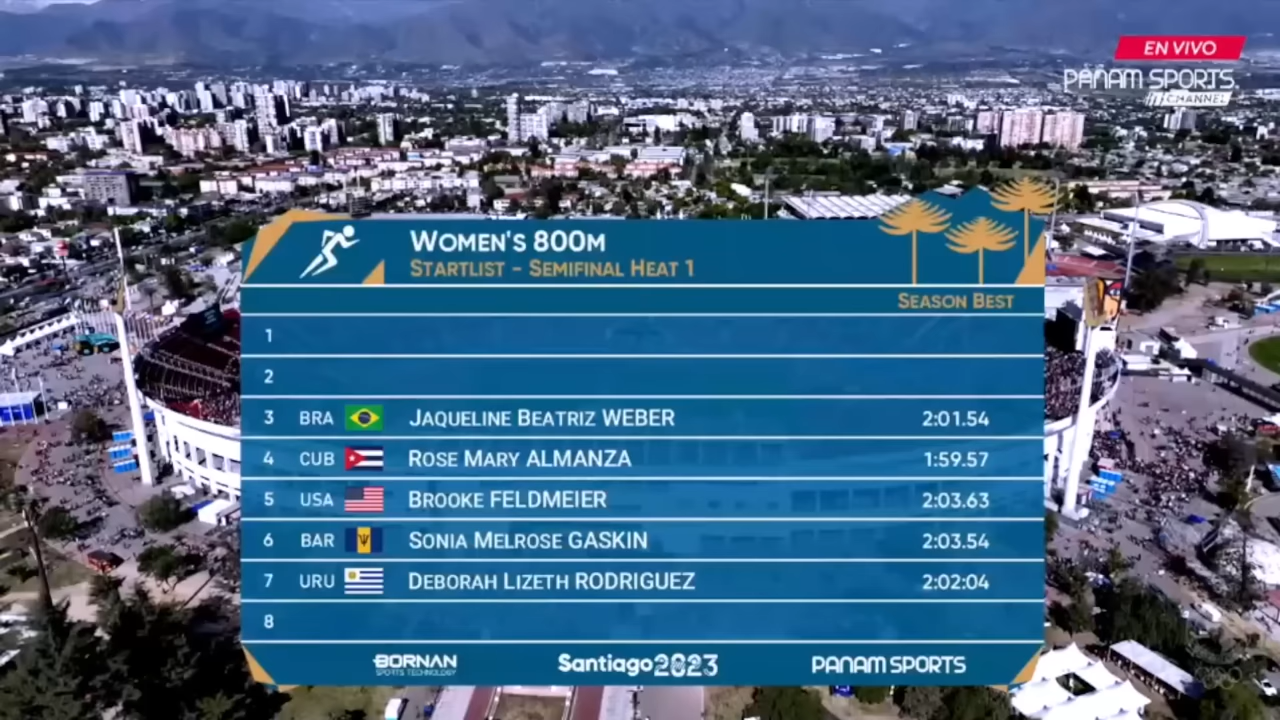 EN VIVO
PANAM SPORTS
CHANNEL
WOMEN'S 800M
STARTLIST - SEMIFINAL HEAT 1
SEASON BEST
1
2
3 BRA JAQUELINE BEATRIZ WEBER 2:01.54
4 CUB ROSE MARY ALMANZA 1:59.57
5 USA BROOKE FELDMEIER 2:03.63
6 BAR SONIA MELROSE GASKIN 2:03.54
7 URU DEBORAH LIZETH RODRIGUEZ 2:02:04
8
BORNAN SPORTS TECHNOLOGY Santiago2023 PANAM SPORTS